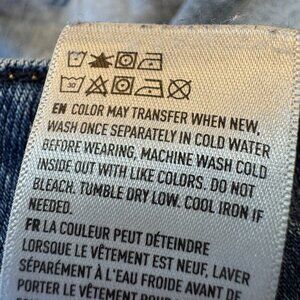 EN COLOR MAY TRANSFER WHEN NEW,
WASH ONCE SEPARATELY IN COLD WATER
BEFORE WEARING, MACHINE WASH COLD
INSIDE OUT WITH LIKE COLORS. DO NOT
BLEACH. TUMBLE DRY LOW. COOL IRON IF
NEEDED.
FR LA COULEUR PEUT DÉTEINDRE
LORSQUE LE VÊTEMENT EST NEUF, LAVER
SÉPARÉMENT À L'EAU FROIDE AVANT DE
PORTER LE VÊTEMENT POUR